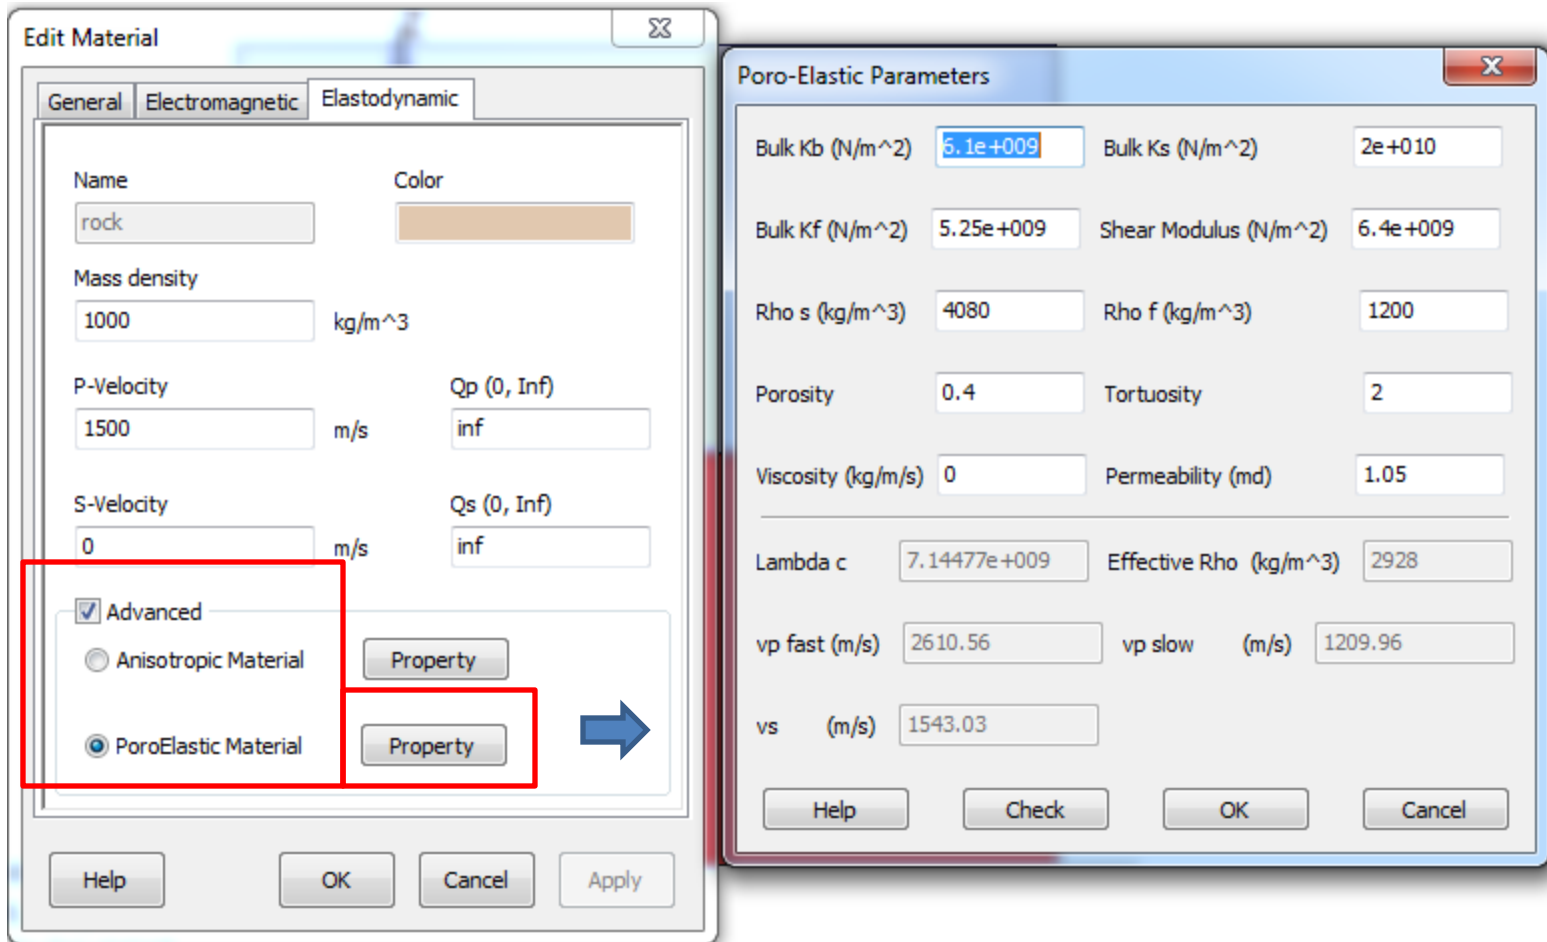 Edit Material
General Electromagnetic Elastodynamic
Name Color
rock
Mass density
1000 kg/m^3
P-Velocity Qp (0, Inf)
1500 m/s inf
S-Velocity Qs (0, Inf)
0 m/s inf
Advanced
Anisotropic Material Property
PoroElastic Material Property
Help OK Cancel Apply
Poro-Elastic Parameters
Bulk Kb (N/m^2) 6.1e+009 Bulk Ks (N/m^2) 2e+010
Bulk Kf (N/m^2) 5.25e+009 Shear Modulus (N/m^2) 6.4e+009
Rho s (kg/m^3) 4080 Rho f (kg/m^3) 1200
Porosity 0.4 Tortuosity 2
Viscosity (kg/m/s) 0 Permeability (md) 1.05
Lambda c 7.14477e+009 Effective Rho (kg/m^3) 2928
vp fast (m/s) 2610.56 vp slow (m/s) 1209.96
vs (m/s) 1543.03
Help Check OK Cancel